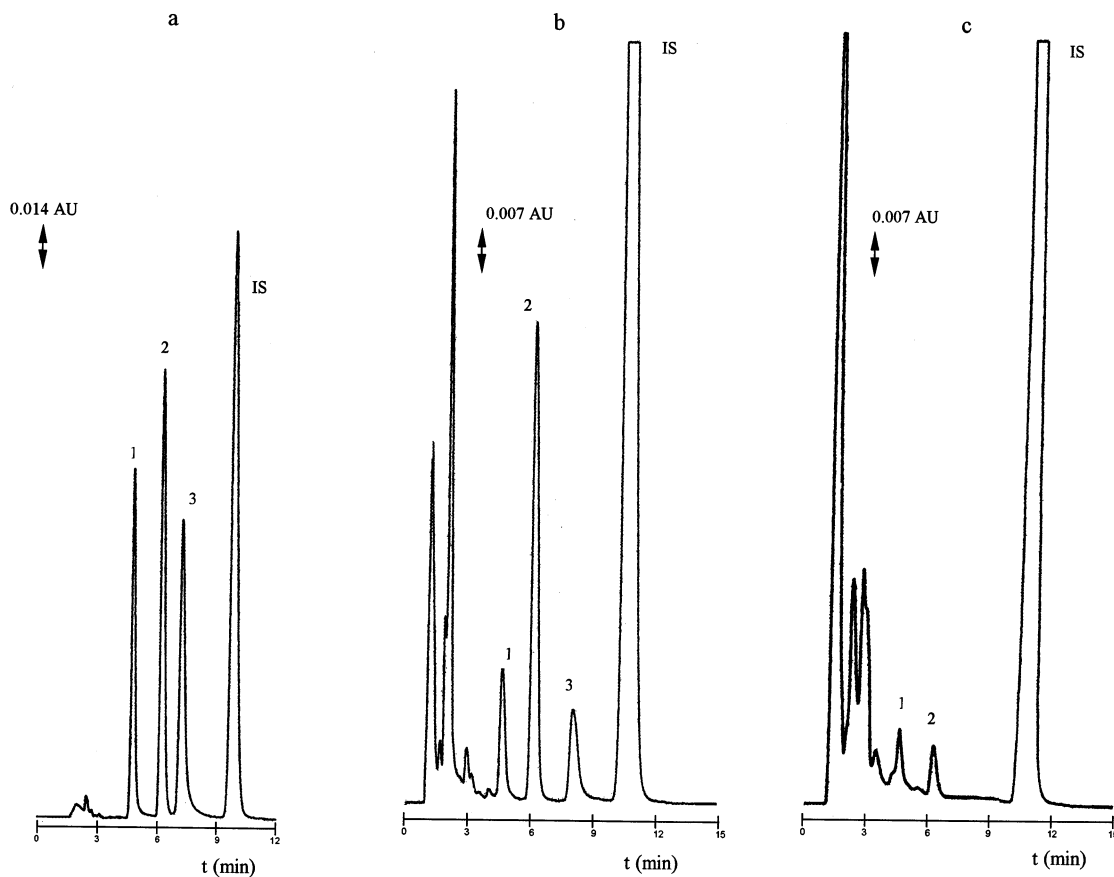 a
0.014 AU
IS
2
1
3
0 3 6 9 12
t (min)
b
IS
0.007 AU
2
1
3
0 3 6 9 12 15
t (min)
c
IS
0.007 AU
1
2
0 3 6 9 12 15
t (min)